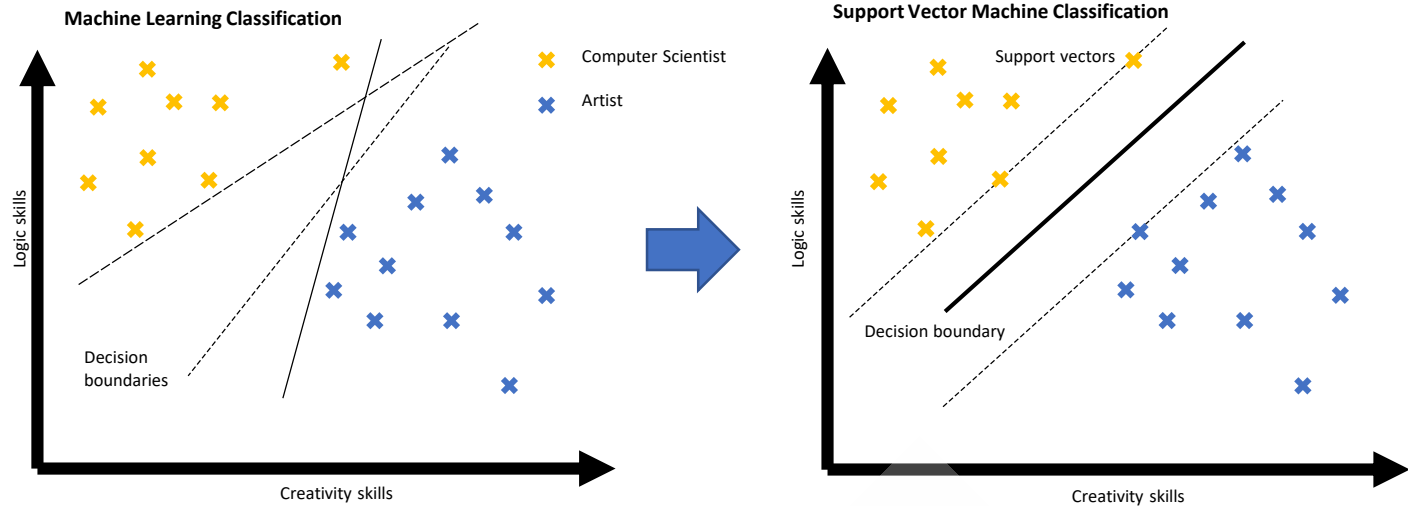 Machine Learning Classification
Computer Scientist
Artist
Logic skills
Decision
boundaries
Creativity skills
Support Vector Machine Classification
Support vectors
Logic skills
Decision boundary
Creativity skills